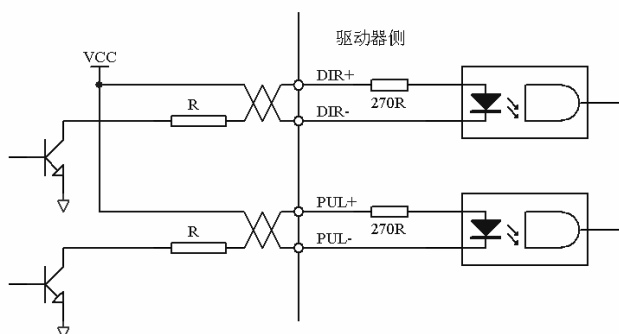 驱动器侧
VCC
DIR+
270R
R
DIR-
PUL+
270R
R
PUL-